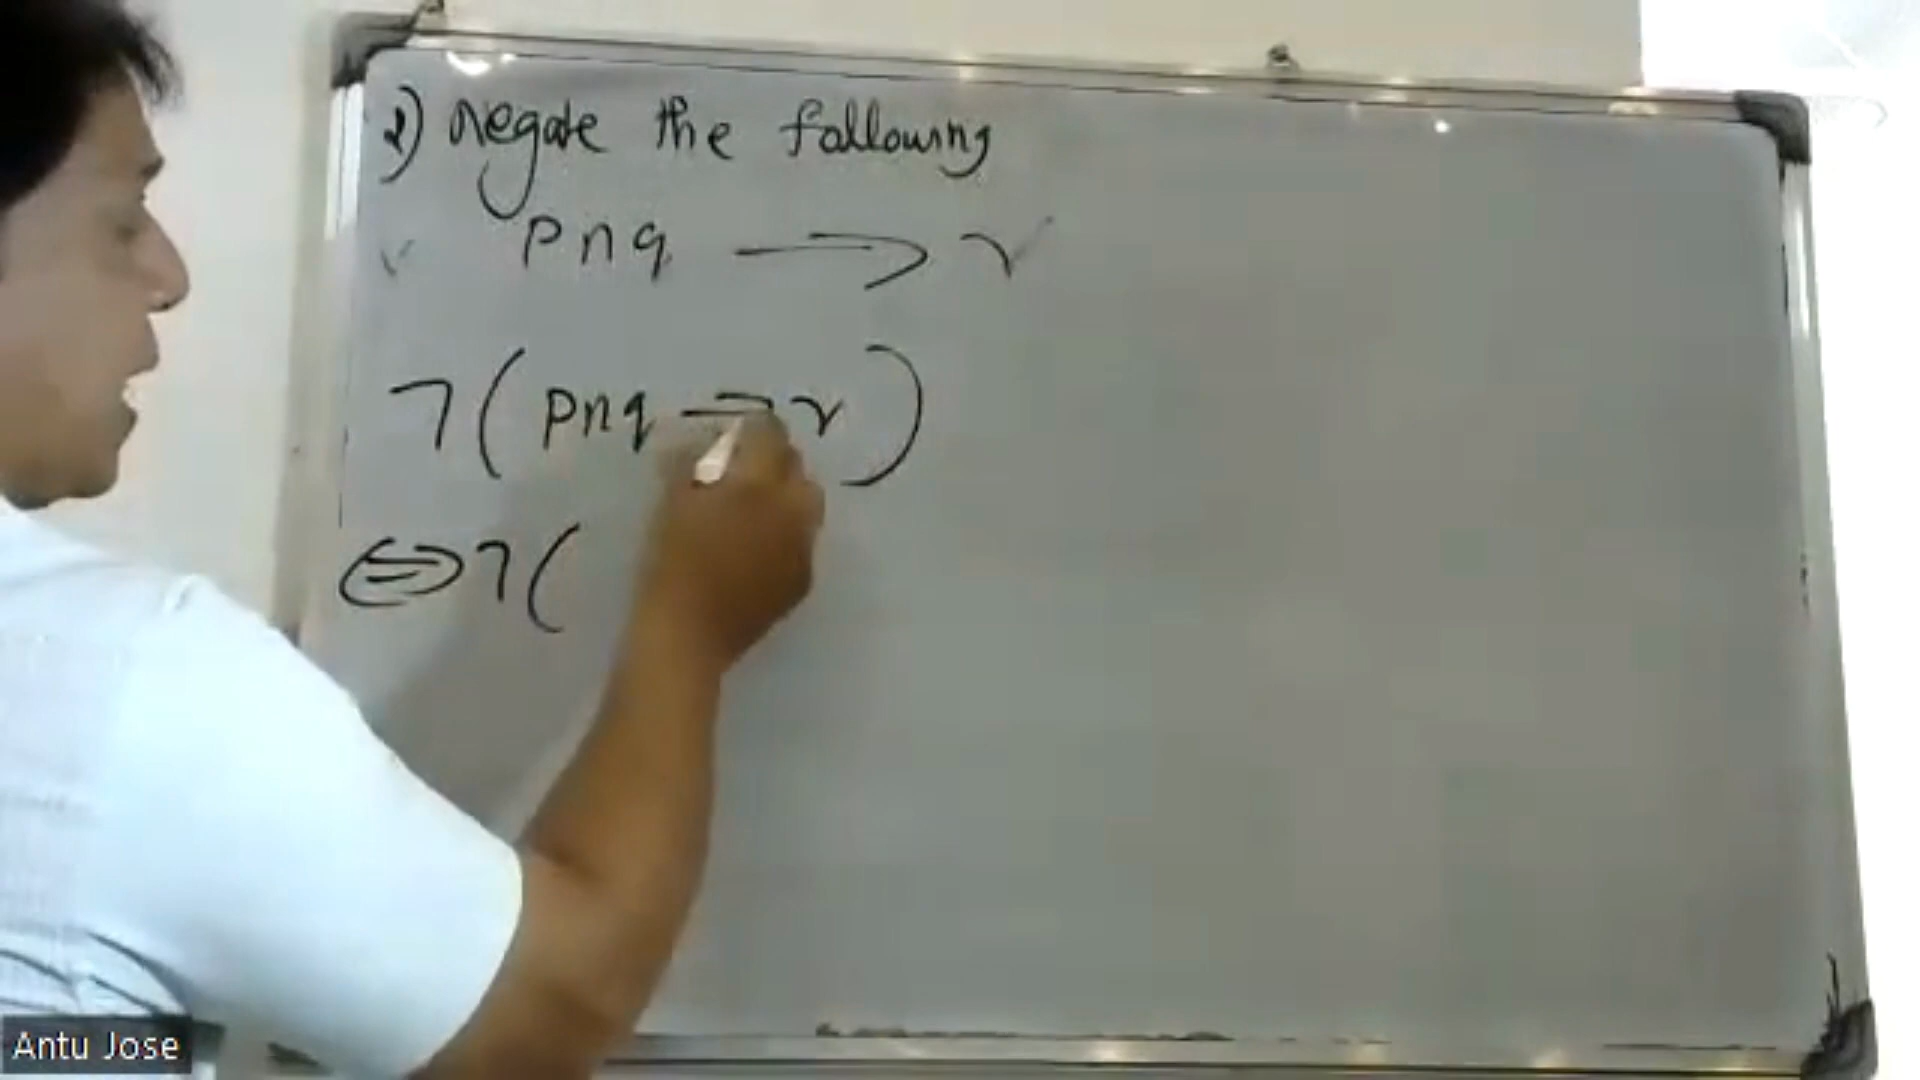 2) Negate the following
p∧q → r
¬(p∧q → r)
⇔ ¬(
Antu Jose